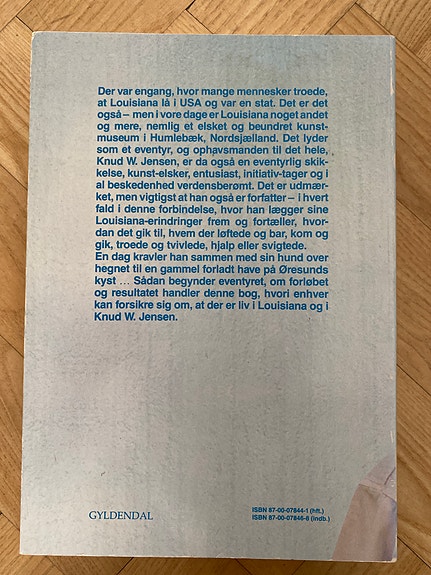 Der var engang, hvor mange mennesker troede,
at Louisiana lå i USA og var en stat. Det er det
også – men i vore dage er Louisiana noget andet
og mere, nemlig et elsket og beundret kunst-
museum i Humlebæk, Nordsjælland. Det lyder
som et eventyr, og ophavsmanden til det hele,
Knud W. Jensen, er da også en eventyrlig skik-
kelse, kunst-elsker, entusiast, initiativ-tager og i
al beskedenhed verdensberømt. Det er udmær-
ket, men vigtigst at han også er forfatter – i hvert
fald i denne forbindelse, hvor han lægger sine
Louisiana-erindringer frem og fortæller, hvor-
dan det gik til, hvem der løftede og bar, kom og
gik, troede og tvivlede, hjalp eller svigtede.
En dag kravler han sammen med sin hund over
hegnet til en gammel forladt have på Øresunds
kyst ... Sådan begynder eventyret, om forløbet
og resultatet handler denne bog, hvori enhver
kan forsikre sig om, at der er liv i Louisiana og i
Knud W. Jensen.
GYLDENDAL
ISBN 87-00-07844-1 (hft.)
ISBN 87-00-07846-8 (indb.)